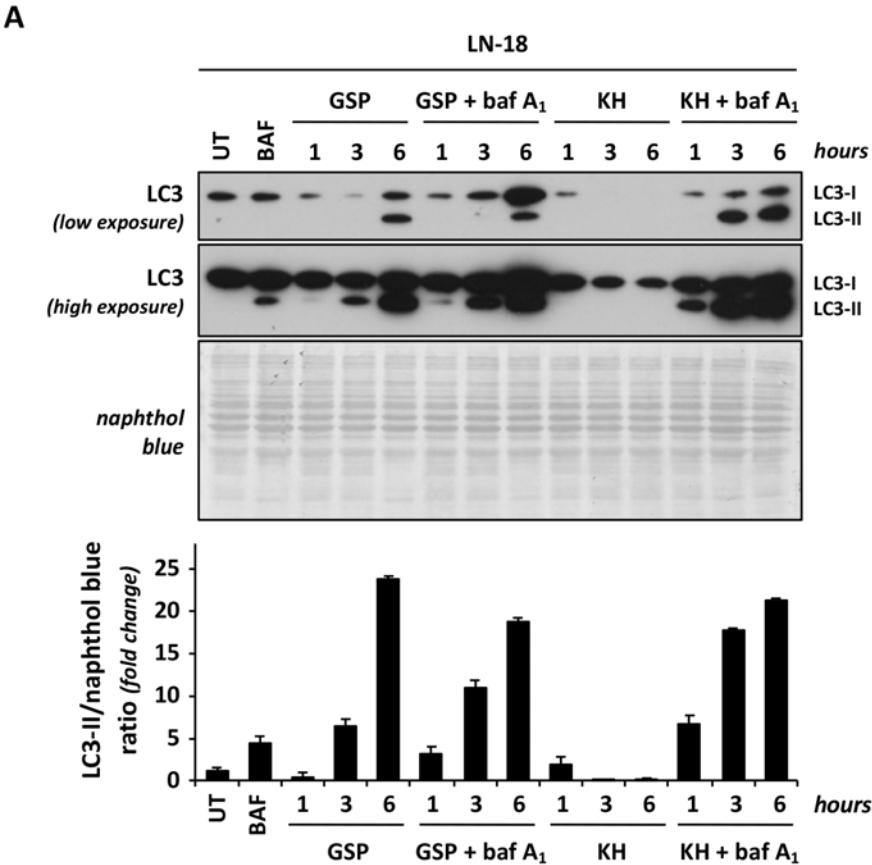 A
LN-18
GSP GSP + baf A₁ KH KH + baf A₁
UT BAF 1 3 6 1 3 6 1 3 6 1 3 6 hours
LC3 LC3-I
(low exposure) LC3-II
LC3 LC3-I
(high exposure) LC3-II
naphthol
blue
LC3-II/naphthol blue
ratio (fold change)
25
20
15
10
5
0
UT BAF 1 3 6 1 3 6 1 3 6 1 3 6 hours
GSP GSP + baf A₁ KH KH + baf A₁